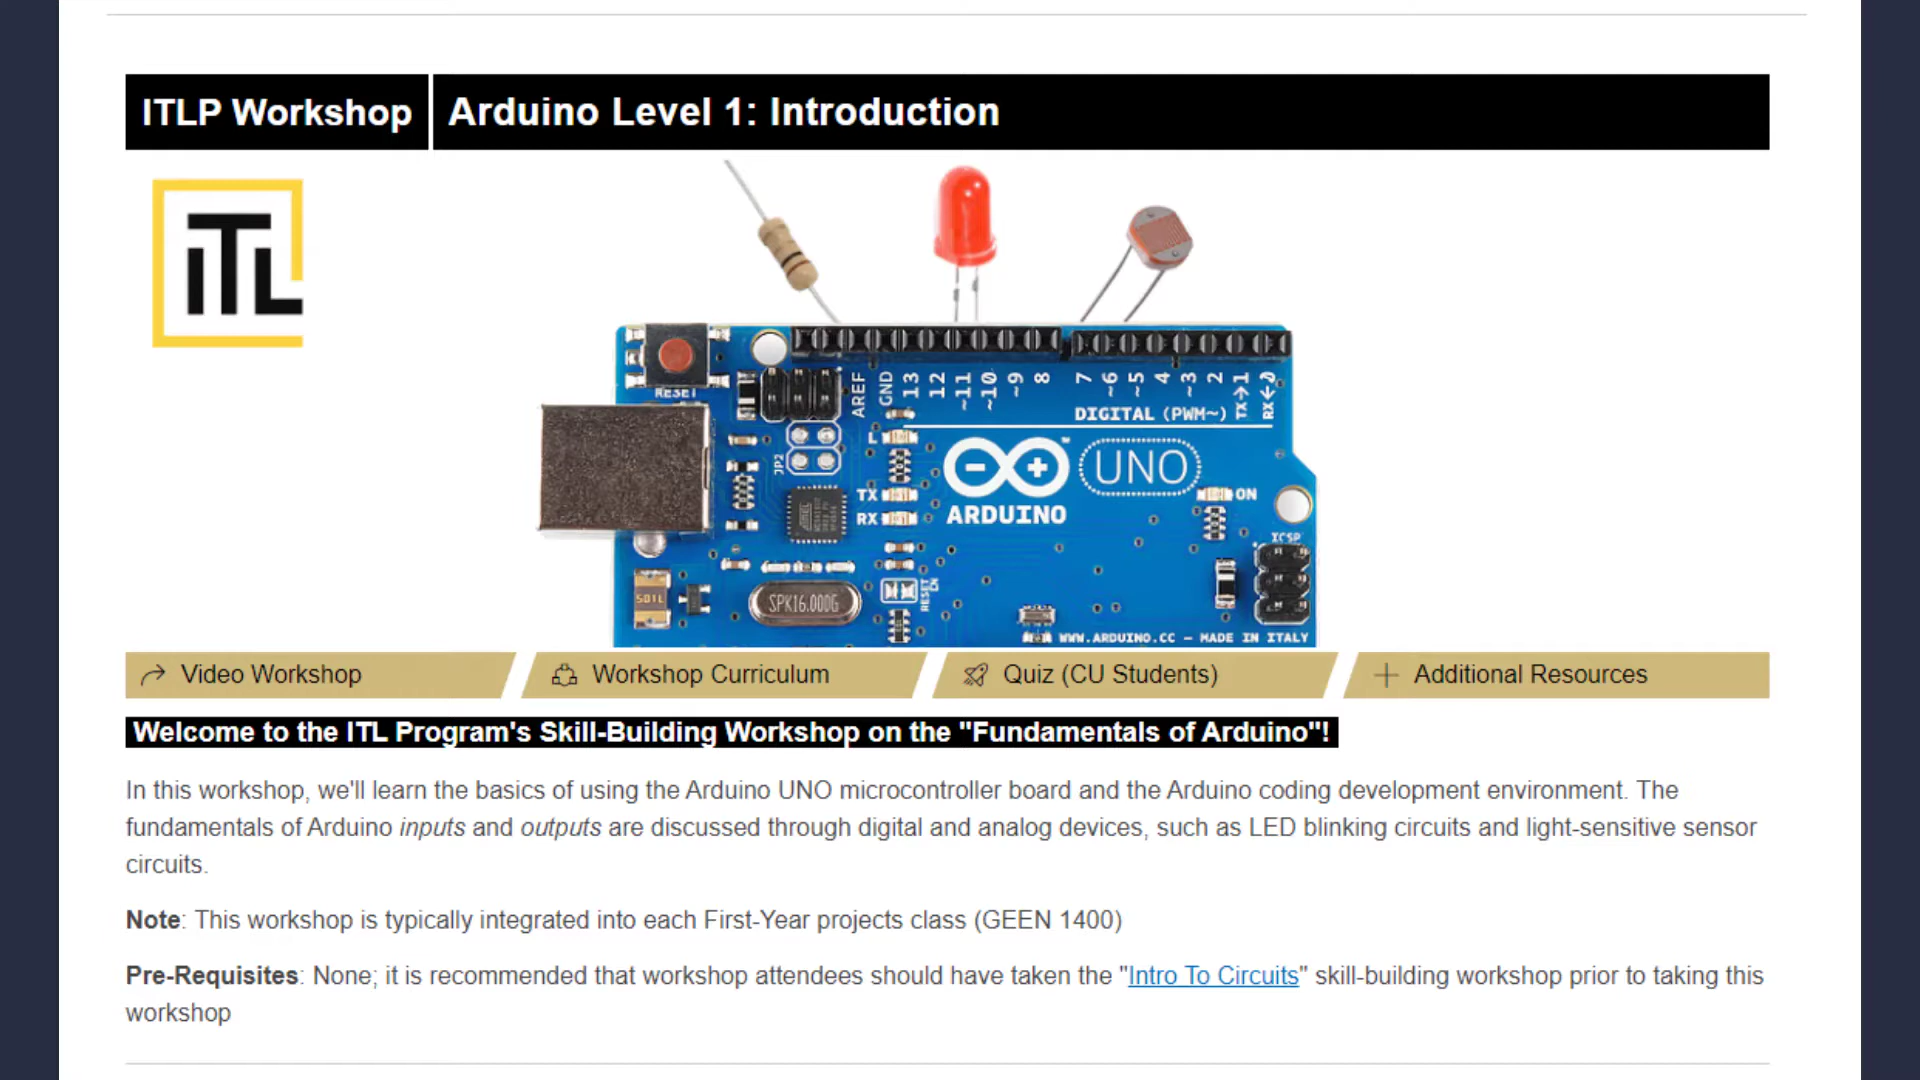 ITLP Workshop
Arduino Level 1: Introduction
ITL
RESET
AREF
GND
13
12
~11
~10
~9
8
7
~6
~5
4
~3
2
TX→1
RX←0
DIGITAL (PWM~)
L
JP2
TX
RX
UNO
ON
ARDUINO
ICSP
RESET
EN
501L
SPK16.000G
WWW.ARDUINO.CC – MADE IN ITALY
Video Workshop
Workshop Curriculum
Quiz (CU Students)
Additional Resources
Welcome to the ITL Program's Skill-Building Workshop on the "Fundamentals of Arduino"!
In this workshop, we'll learn the basics of using the Arduino UNO microcontroller board and the Arduino coding development environment. The
fundamentals of Arduino inputs and outputs are discussed through digital and analog devices, such as LED blinking circuits and light-sensitive sensor
circuits.
Note: This workshop is typically integrated into each First-Year projects class (GEEN 1400)
Pre-Requisites: None; it is recommended that workshop attendees should have taken the "Intro To Circuits" skill-building workshop prior to taking this
workshop